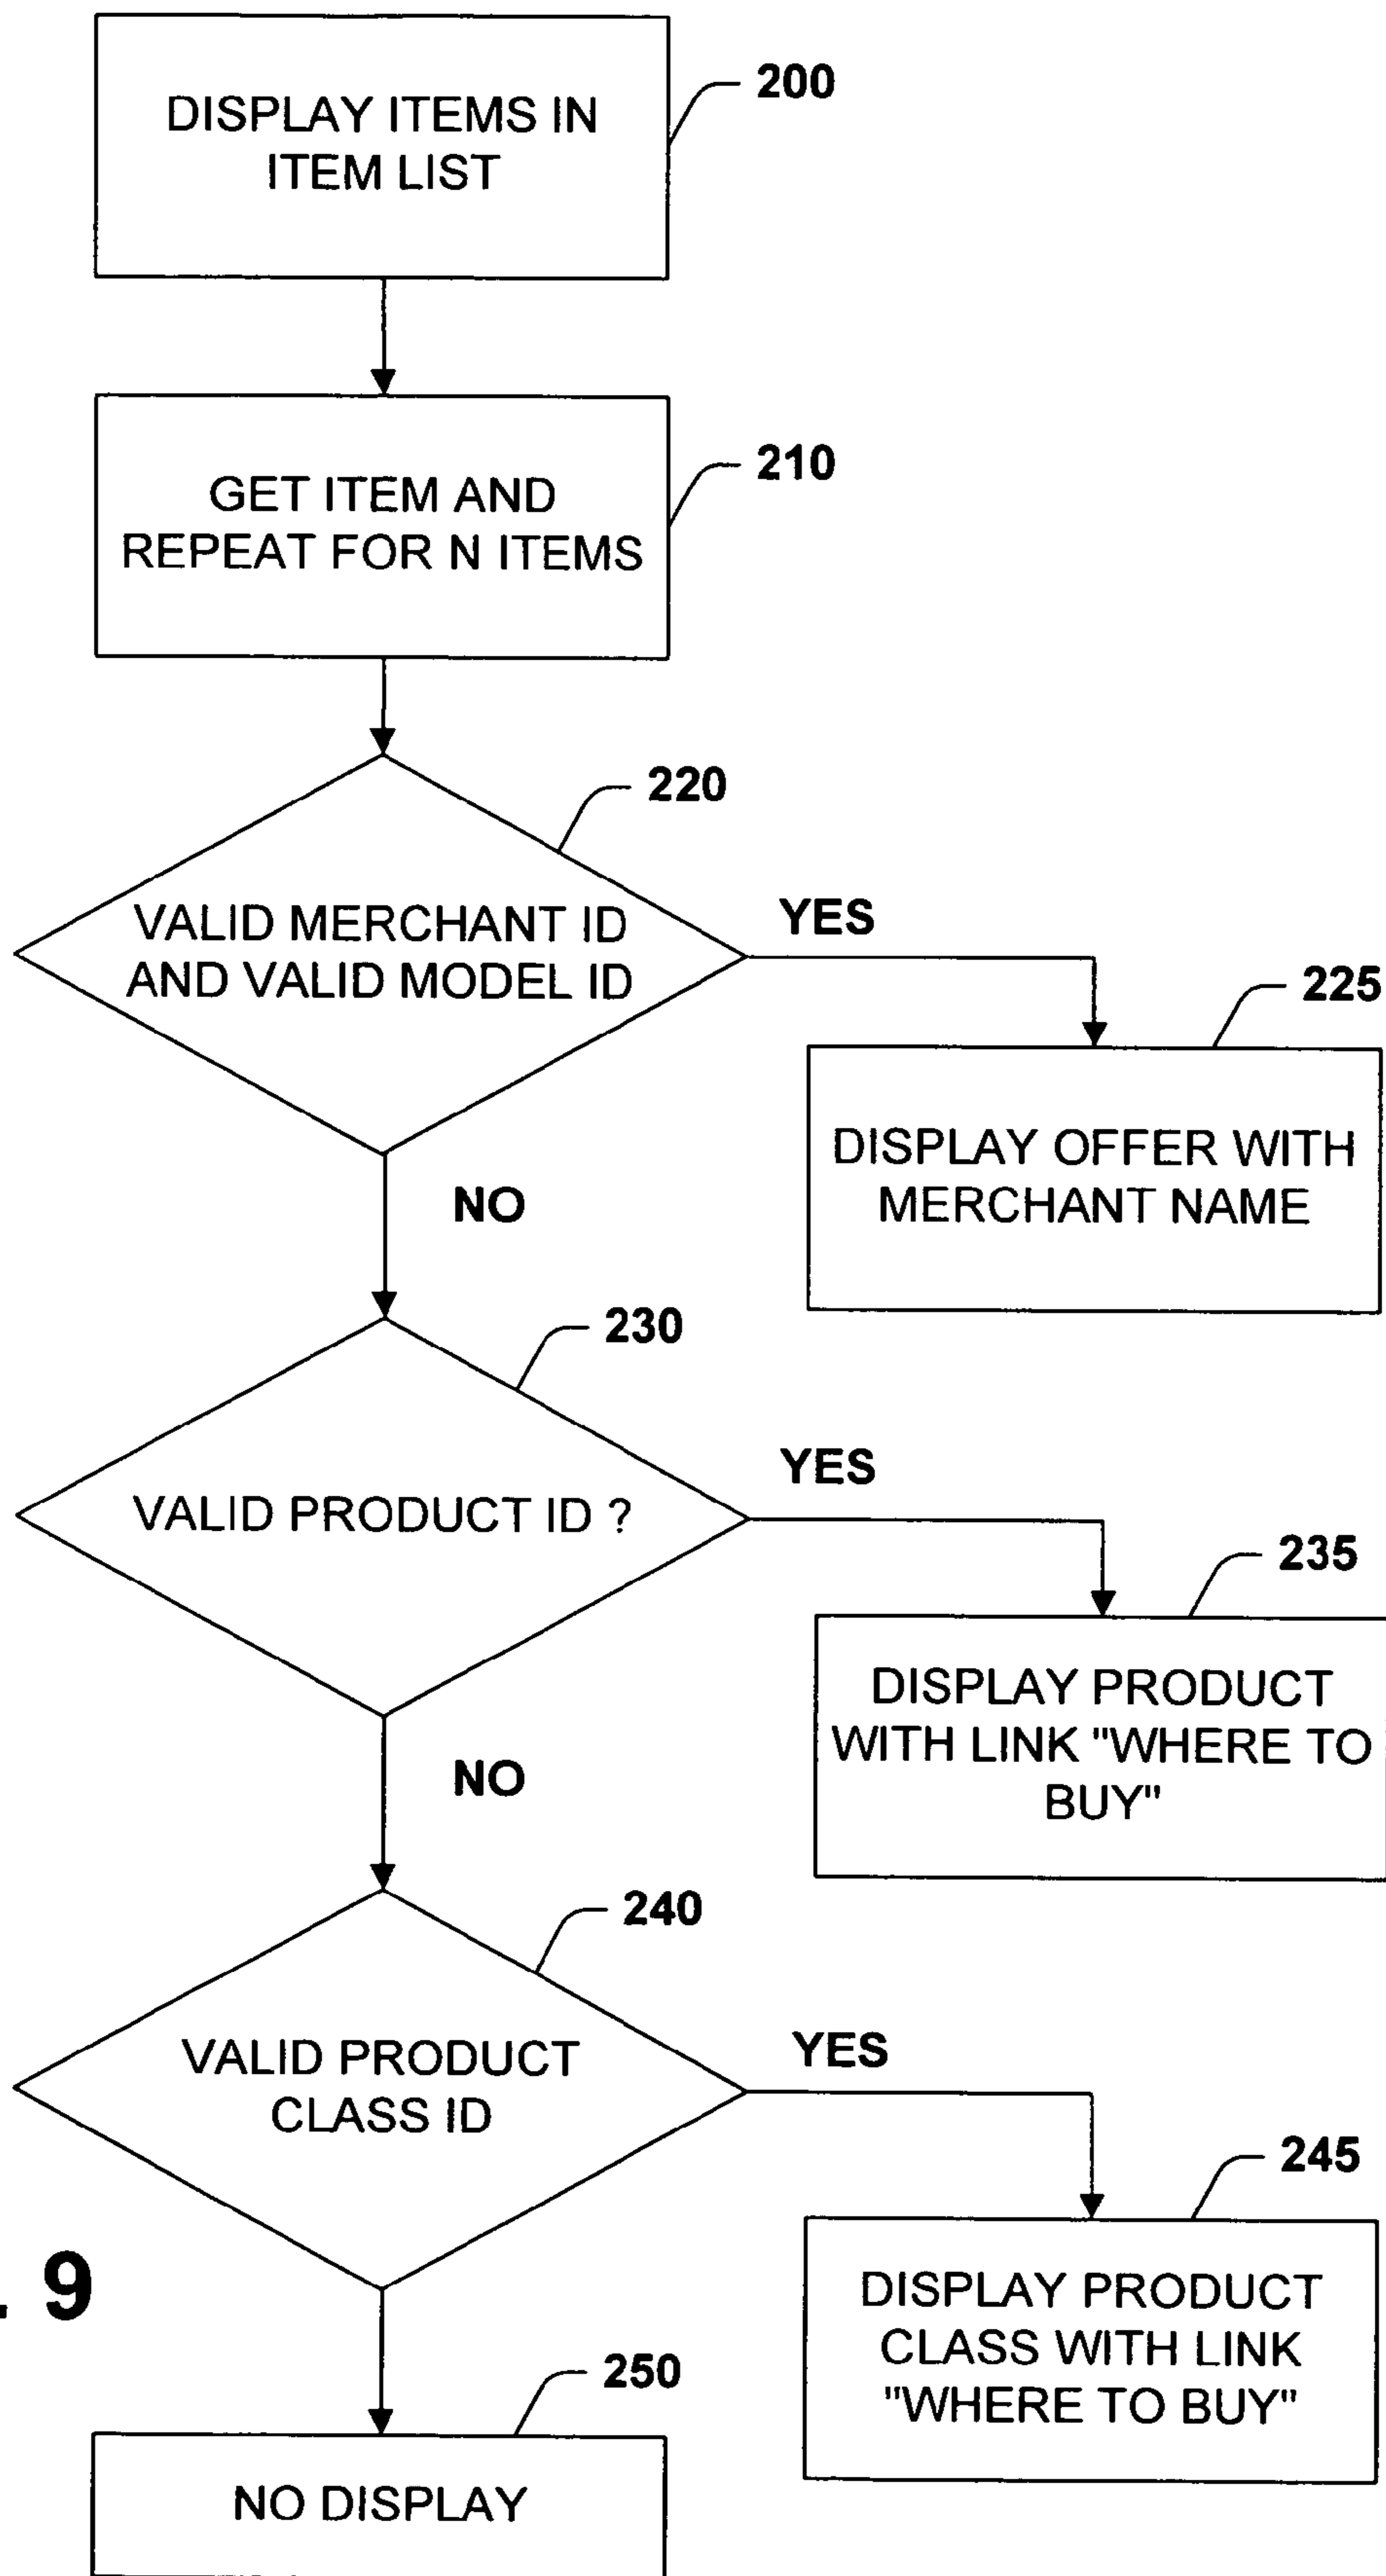 200
DISPLAY ITEMS IN
ITEM LIST
210
GET ITEM AND
REPEAT FOR N ITEMS
220
VALID MERCHANT ID
AND VALID MODEL ID
YES
225
DISPLAY OFFER WITH
MERCHANT NAME
NO
230
VALID PRODUCT ID ?
YES
235
DISPLAY PRODUCT
WITH LINK "WHERE TO
BUY"
NO
240
VALID PRODUCT
CLASS ID
YES
245
DISPLAY PRODUCT
CLASS WITH LINK
"WHERE TO BUY"
. 9
250
NO DISPLAY